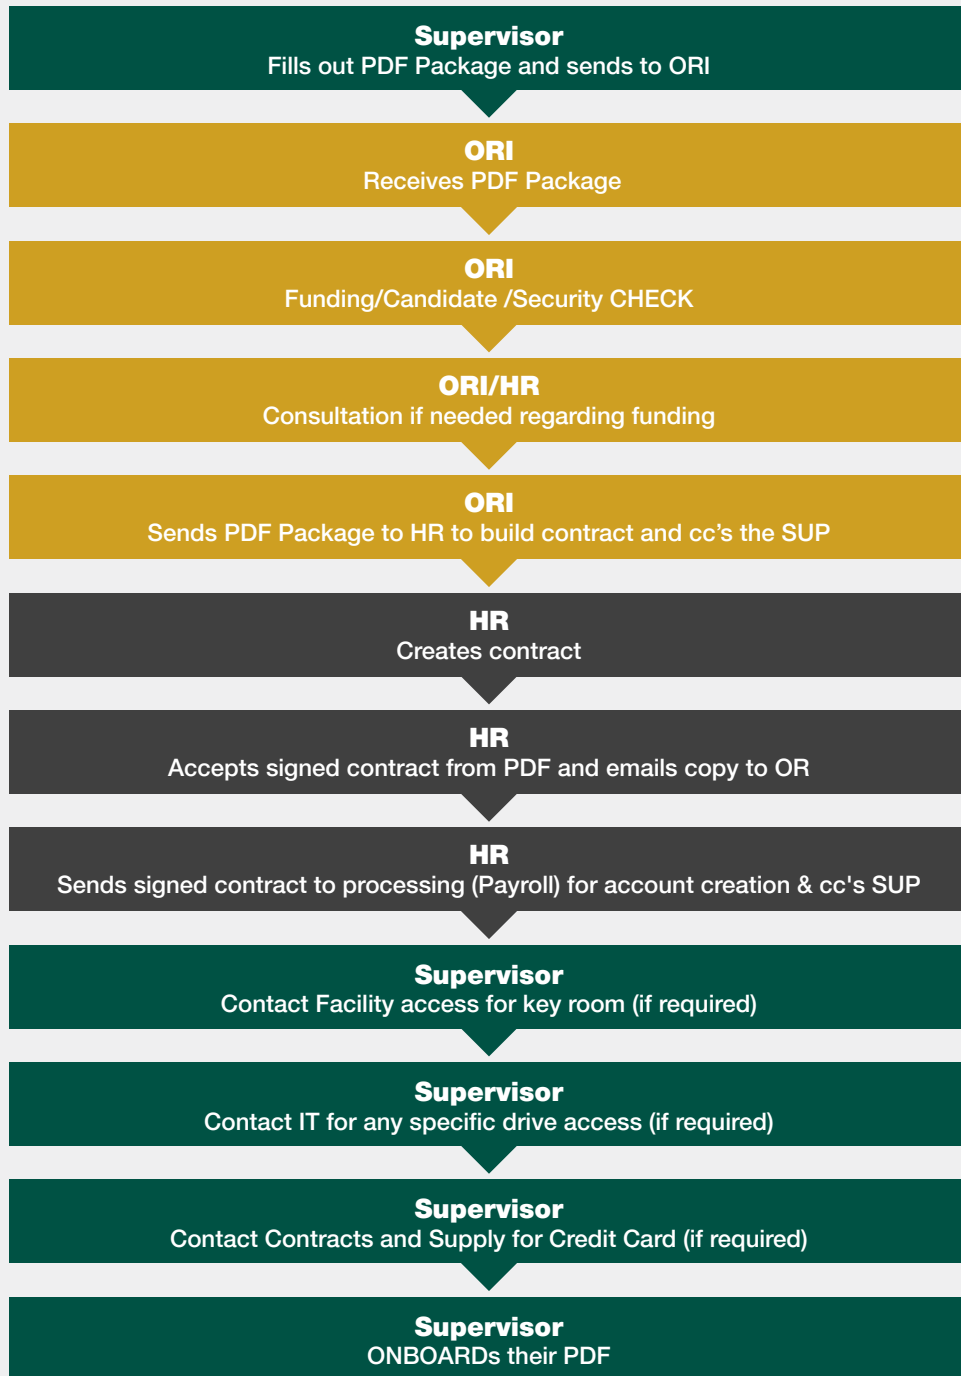 Supervisor
Fills out PDF Package and sends to ORI
ORI
Receives PDF Package
ORI
Funding/Candidate /Security CHECK
ORI/HR
Consultation if needed regarding funding
ORI
Sends PDF Package to HR to build contract and cc’s the SUP
HR
Creates contract
HR
Accepts signed contract from PDF and emails copy to OR
HR
Sends signed contract to processing (Payroll) for account creation & cc's SUP
Supervisor
Contact Facility access for key room (if required)
Supervisor
Contact IT for any specific drive access (if required)
Supervisor
Contact Contracts and Supply for Credit Card (if required)
Supervisor
ONBOARDs their PDF